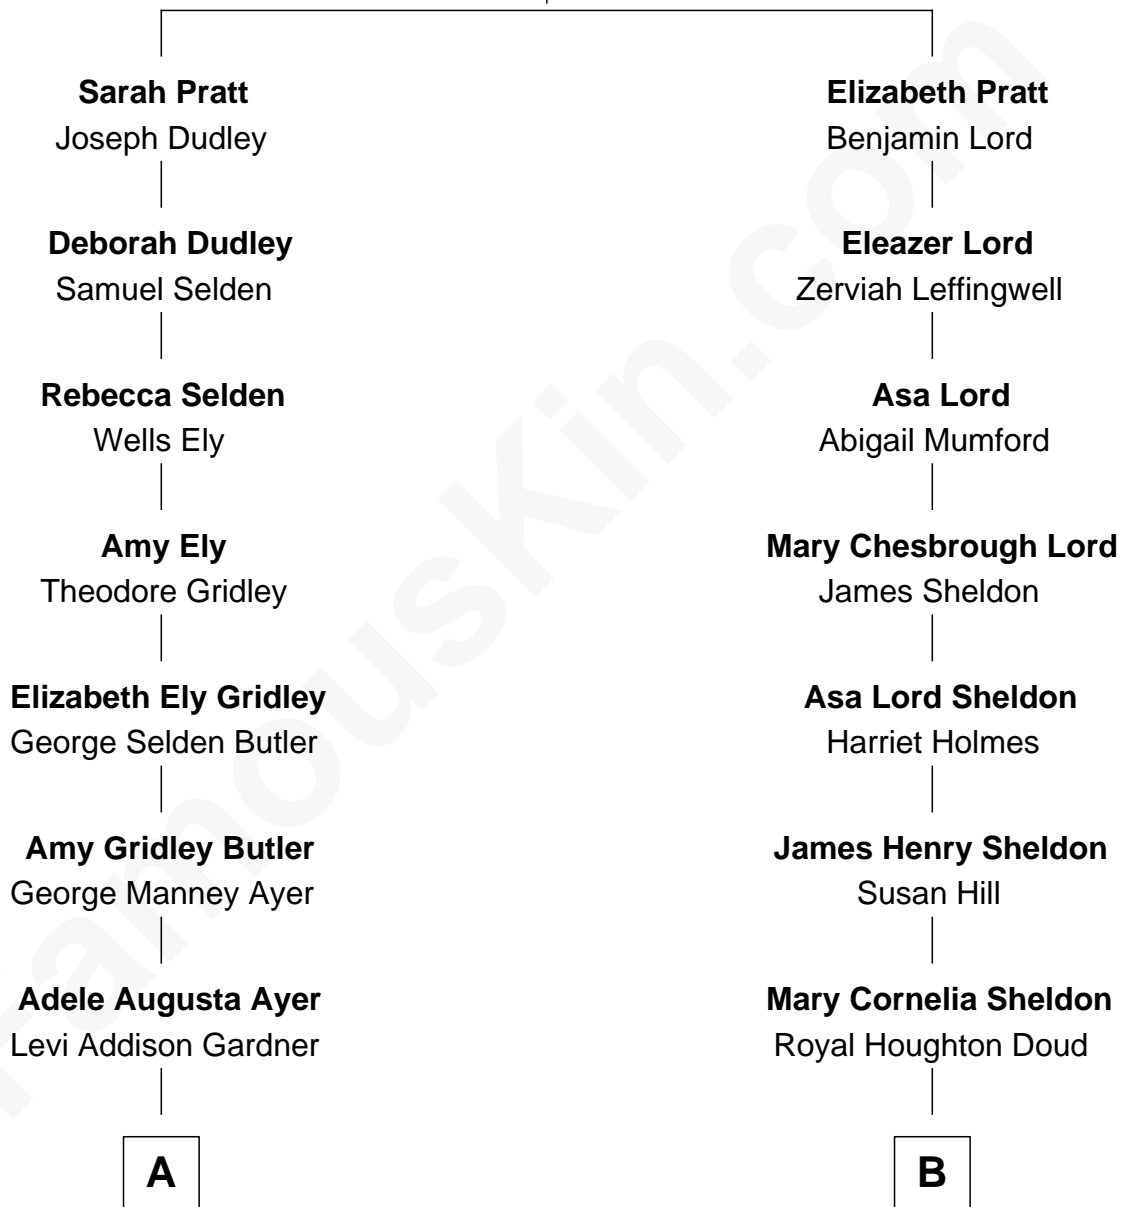 Sarah Pratt
Joseph Dudley
Elizabeth Pratt
Benjamin Lord
Deborah Dudley
Samuel Selden
Eleazer Lord
Zerviah Leffingwell
Rebecca Selden
Wells Ely
Asa Lord
Abigail Mumford
Amy Ely
Theodore Gridley
Mary Chesbrough Lord
James Sheldon
Elizabeth Ely Gridley
George Selden Butler
Asa Lord Sheldon
Harriet Holmes
Amy Gridley Butler
George Manney Ayer
James Henry Sheldon
Susan Hill
Adele Augusta Ayer
Levi Addison Gardner
Mary Cornelia Sheldon
Royal Houghton Doud
A
B
FamousKin.com